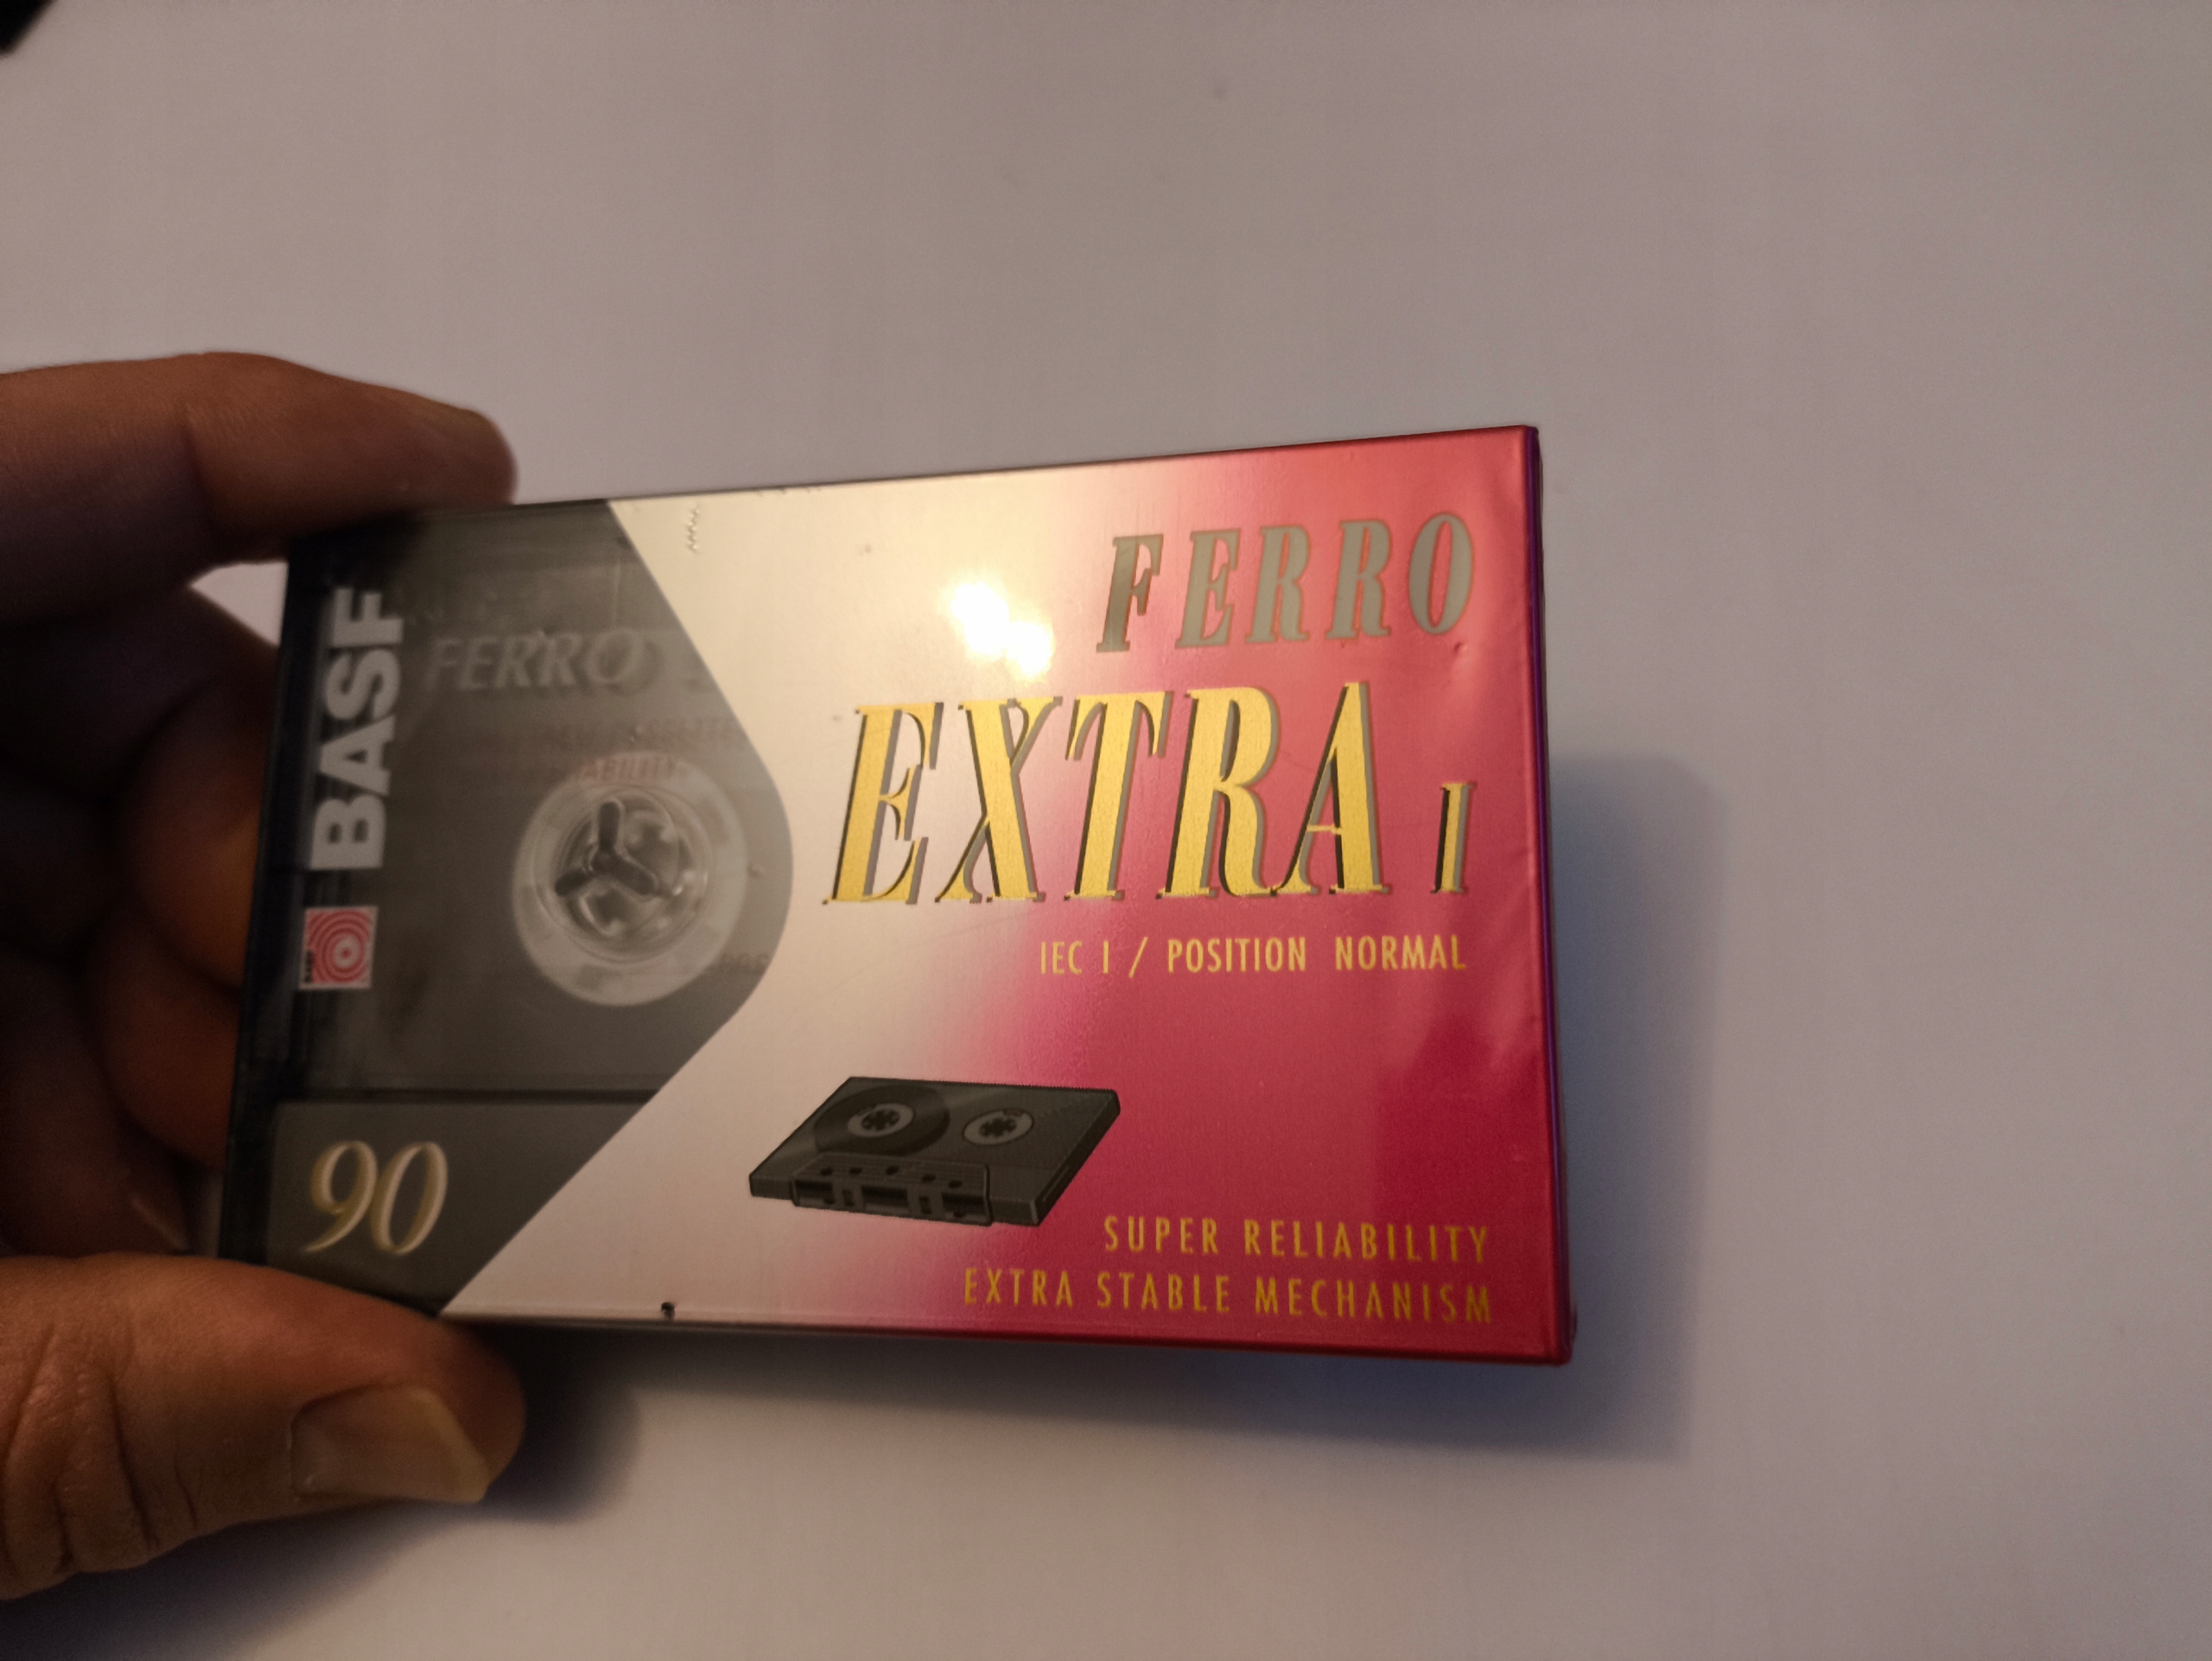 BASF
FERRO
FERRO
EXTRA I
IEC I / POSITION NORMAL
90
SUPER RELIABILITY
EXTRA STABLE MECHANISM